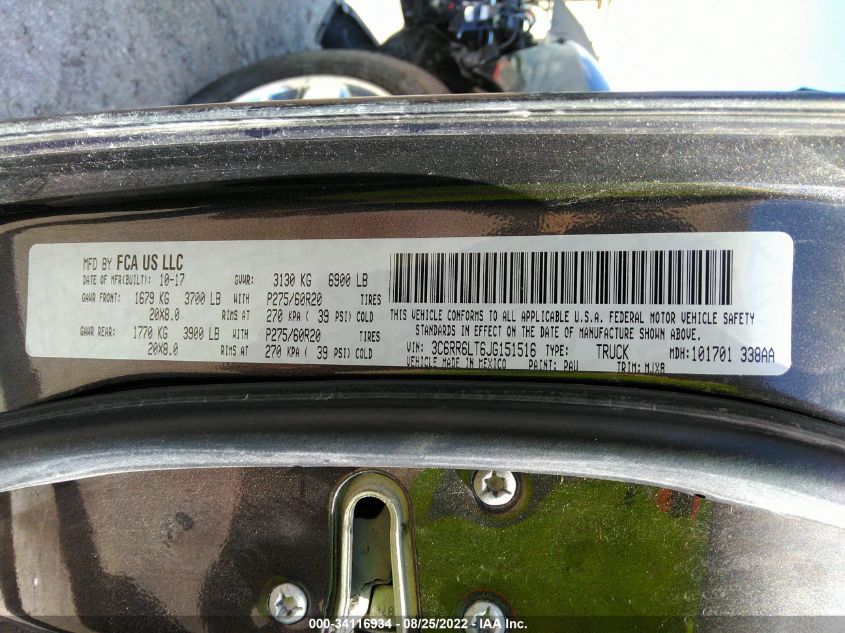 MFD BY FCA US LLC
DATE OF MFR(BUILT): 10-17 GVWR: 3130 KG 6900 LB
GAWR FRONT: 1679 KG 3700 LB WITH P275/60R20 TIRES
20X8.0 RIMS AT 270 KPA ( 39 PSI) COLD
GAWR REAR: 1770 KG 3900 LB WITH P275/60R20 TIRES
20X8.0 RIMS AT 270 KPA ( 39 PSI) COLD
THIS VEHICLE CONFORMS TO ALL APPLICABLE U.S.A. FEDERAL MOTOR VEHICLE SAFETY
STANDARDS IN EFFECT ON THE DATE OF MANUFACTURE SHOWN ABOVE.
VIN: 3C6RR6LT6JG151516 TYPE: TRUCK MDH: 101701 338AA
VEHICLE MADE IN MEXICO PAINT: PAU TRIM: MJX8
000-34116934 - 08/25/2022 - IAA Inc.